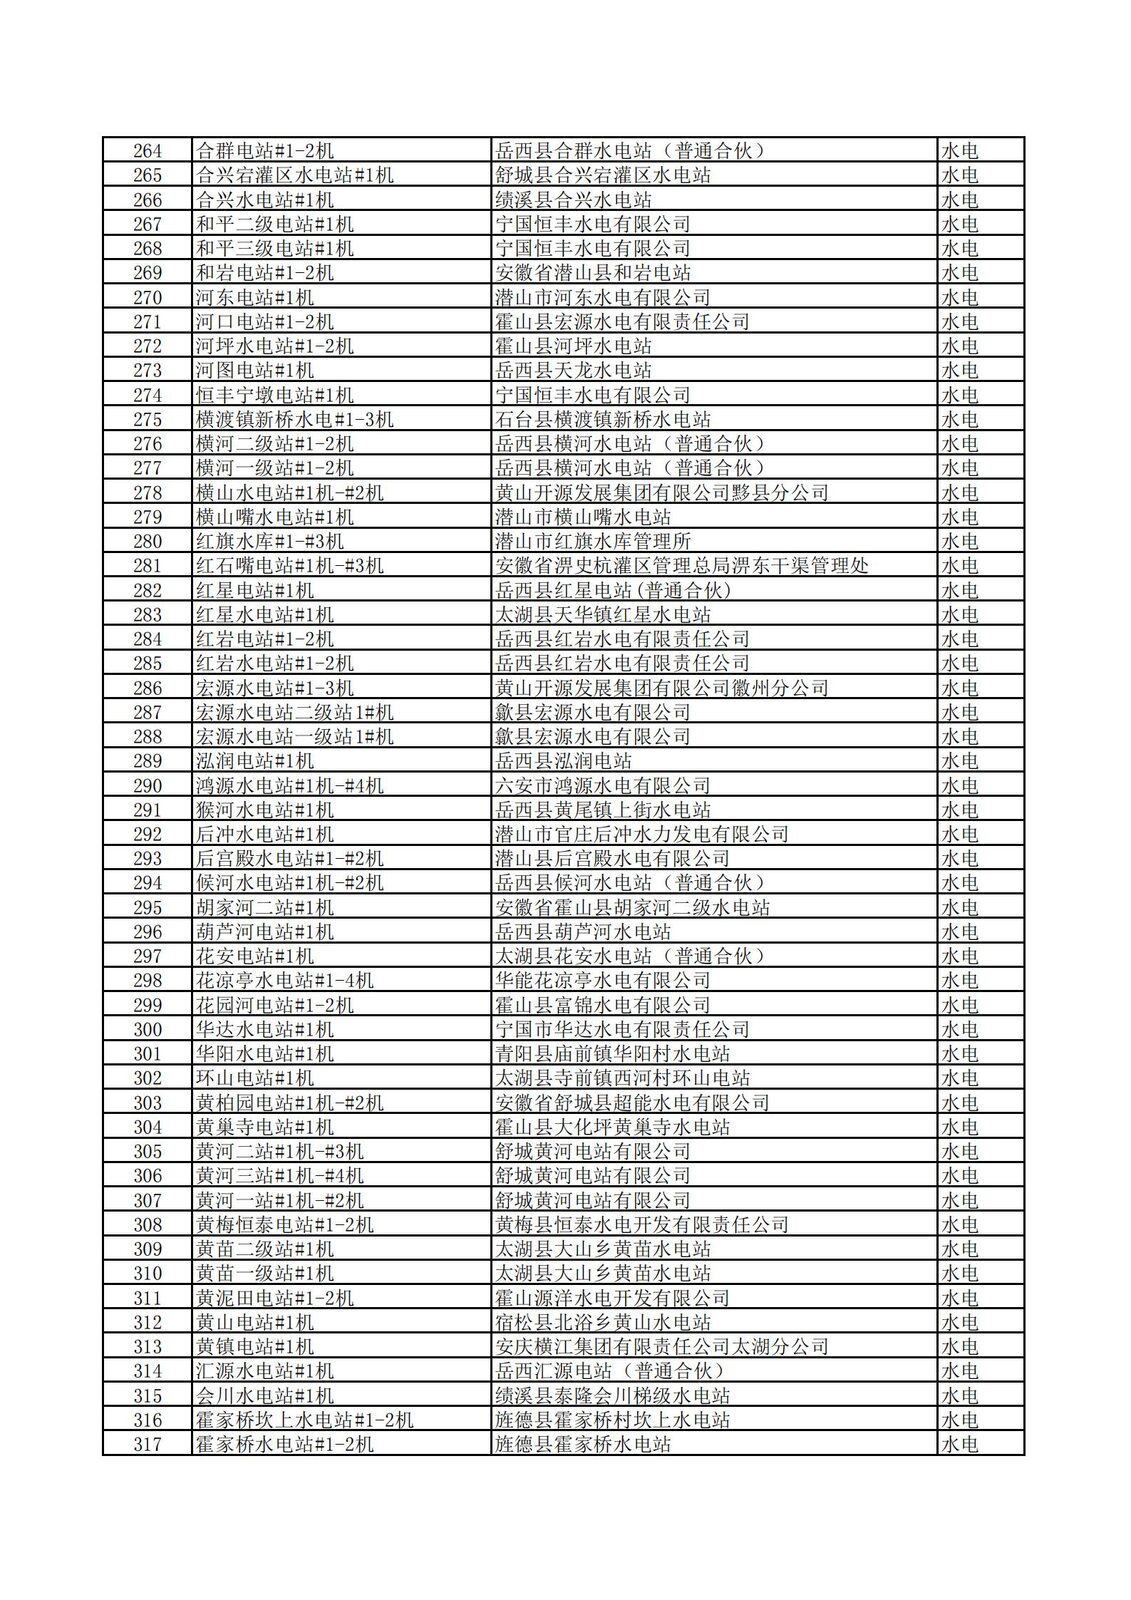 264 合群电站#1-2机 岳西县合群水电站（普通合伙） 水电
265 合兴宕灌区水电站#1机 舒城县合兴宕灌区水电站 水电
266 合兴水电站#1机 绩溪县合兴水电站 水电
267 和平二级电站#1机 宁国恒丰水电有限公司 水电
268 和平三级电站#1机 宁国恒丰水电有限公司 水电
269 和岩电站#1-2机 安徽省潜山县和岩电站 水电
270 河东电站#1机 潜山市河东水电有限公司 水电
271 河口电站#1-2机 霍山县宏源水电有限责任公司 水电
272 河坪水电站#1-2机 霍山县河坪水电站 水电
273 河图电站#1机 岳西县天龙水电站 水电
274 恒丰宁墩电站#1机 宁国恒丰水电有限公司 水电
275 横渡镇新桥水电#1-3机 石台县横渡镇新桥水电站 水电
276 横河二级站#1-2机 岳西县横河水电站（普通合伙） 水电
277 横河一级站#1-2机 岳西县横河水电站（普通合伙） 水电
278 横山水电站#1机-#2机 黄山开源发展集团有限公司黟县分公司 水电
279 横山嘴水电站#1机 潜山市横山嘴水电站 水电
280 红旗水库#1-#3机 潜山市红旗水库管理所 水电
281 红石嘴电站#1机-#3机 安徽省淠史杭灌区管理总局淠东干渠管理处 水电
282 红星电站#1机 岳西县红星电站(普通合伙) 水电
283 红星水电站#1机 太湖县天华镇红星水电站 水电
284 红岩电站#1-2机 岳西县红岩水电有限责任公司 水电
285 红岩水电站#1-2机 岳西县红岩水电有限责任公司 水电
286 宏源水电站#1-3机 黄山开源发展集团有限公司徽州分公司 水电
287 宏源水电站二级站1#机 歙县宏源水电有限公司 水电
288 宏源水电站一级站1#机 歙县宏源水电有限公司 水电
289 泓润电站#1机 岳西县泓润电站 水电
290 鸿源水电站#1机-#4机 六安市鸿源水电有限公司 水电
291 猴河水电站#1机 岳西县黄尾镇上街水电站 水电
292 后冲水电站#1机 潜山市官庄后冲水力发电有限公司 水电
293 后宫殿水电站#1-#2机 潜山县后宫殿水电有限公司 水电
294 候河水电站#1机-#2机 岳西县候河水电站（普通合伙） 水电
295 胡家河二站#1机 安徽省霍山县胡家河二级水电站 水电
296 葫芦河电站#1机 岳西县葫芦河水电站 水电
297 花安电站#1机 太湖县花安水电站（普通合伙） 水电
298 花凉亭水电站#1-4机 华能花凉亭水电有限公司 水电
299 花园河电站#1-2机 霍山县富锦水电有限公司 水电
300 华达水电站#1机 宁国市华达水电有限责任公司 水电
301 华阳水电站#1机 青阳县庙前镇华阳村水电站 水电
302 环山电站#1机 太湖县寺前镇西河村环山电站 水电
303 黄柏园电站#1机-#2机 安徽省舒城县超能水电有限公司 水电
304 黄巢寺电站#1机 霍山县大化坪黄巢寺水电站 水电
305 黄河二站#1机-#3机 舒城黄河电站有限公司 水电
306 黄河三站#1机-#4机 舒城黄河电站有限公司 水电
307 黄河一站#1机-#2机 舒城黄河电站有限公司 水电
308 黄梅恒泰电站#1-2机 黄梅县恒泰水电开发有限责任公司 水电
309 黄苗二级站#1机 太湖县大山乡黄苗水电站 水电
310 黄苗一级站#1机 太湖县大山乡黄苗水电站 水电
311 黄泥田电站#1-2机 霍山源洋水电开发有限公司 水电
312 黄山电站#1机 宿松县北浴乡黄山水电站 水电
313 黄镇电站#1机 安庆横江集团有限责任公司太湖分公司 水电
314 汇源水电站#1机 岳西汇源电站（普通合伙） 水电
315 会川水电站#1机 绩溪县泰隆会川梯级水电站 水电
316 霍家桥坎上水电站#1-2机 旌德县霍家桥村坎上水电站 水电
317 霍家桥水电站#1-2机 旌德县霍家桥水电站 水电